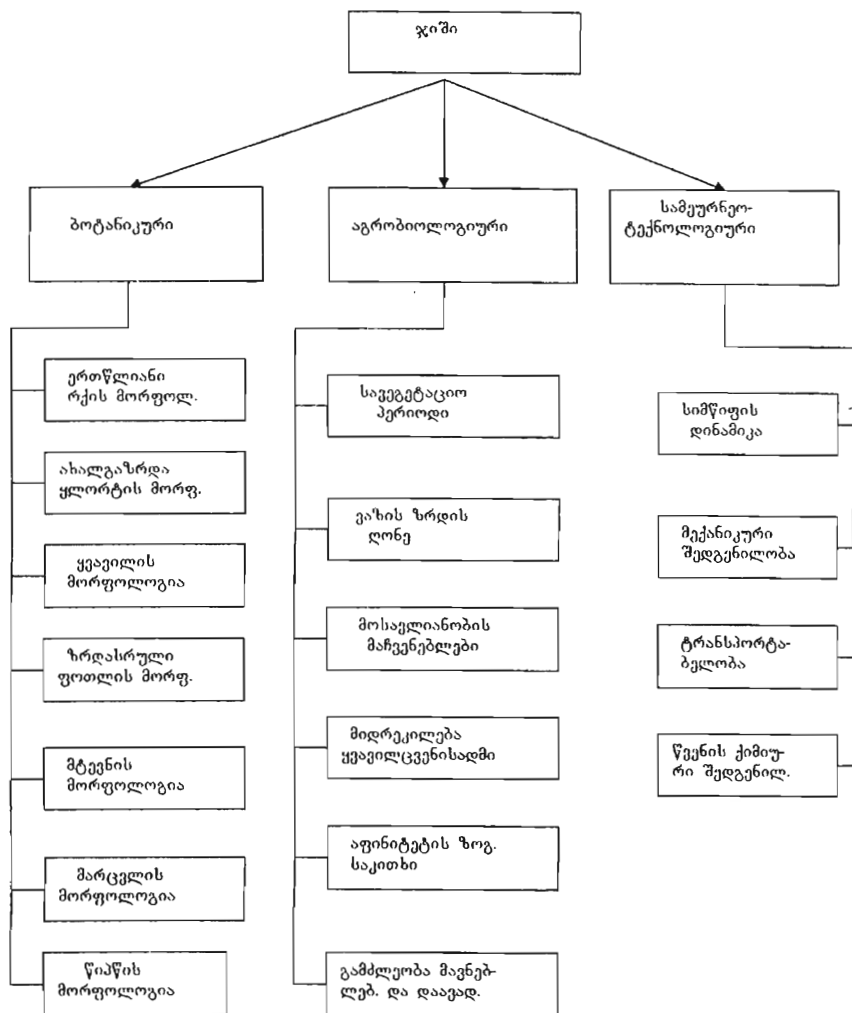 ჯიში
ბოტანიკური
აგრობიოლოგიური
სამეურნეო-
ტექნოლოგიური
ერთწლიანი
რქის მორფოლ.
ახალგაზრდა
ყლორტის მორფ.
ყვავილის
მორფოლოგია
ზრდასრული
ფოთლის მორფ.
მტევნის
მორფოლოგია
მარცვლის
მორფოლოგია
წიპწის
მორფოლოგია
სავეგეტაციო
პერიოდი
ვაზის ზრდის
ღონე
მოსავლიანობის
მაჩვენებლები
მიდრეკილება
ყვავილცვენისადმი
აფინიტეტის ზოგ.
საკითხი
გამძლეობა მავნებ-
ლებ. და დაავად.
სიმწიფის
დინამიკა
მექანიკური
შედგენილობა
ტრანსპორტა-
ბელობა
წვენის ქიმიუ-
რი შედგენილ.